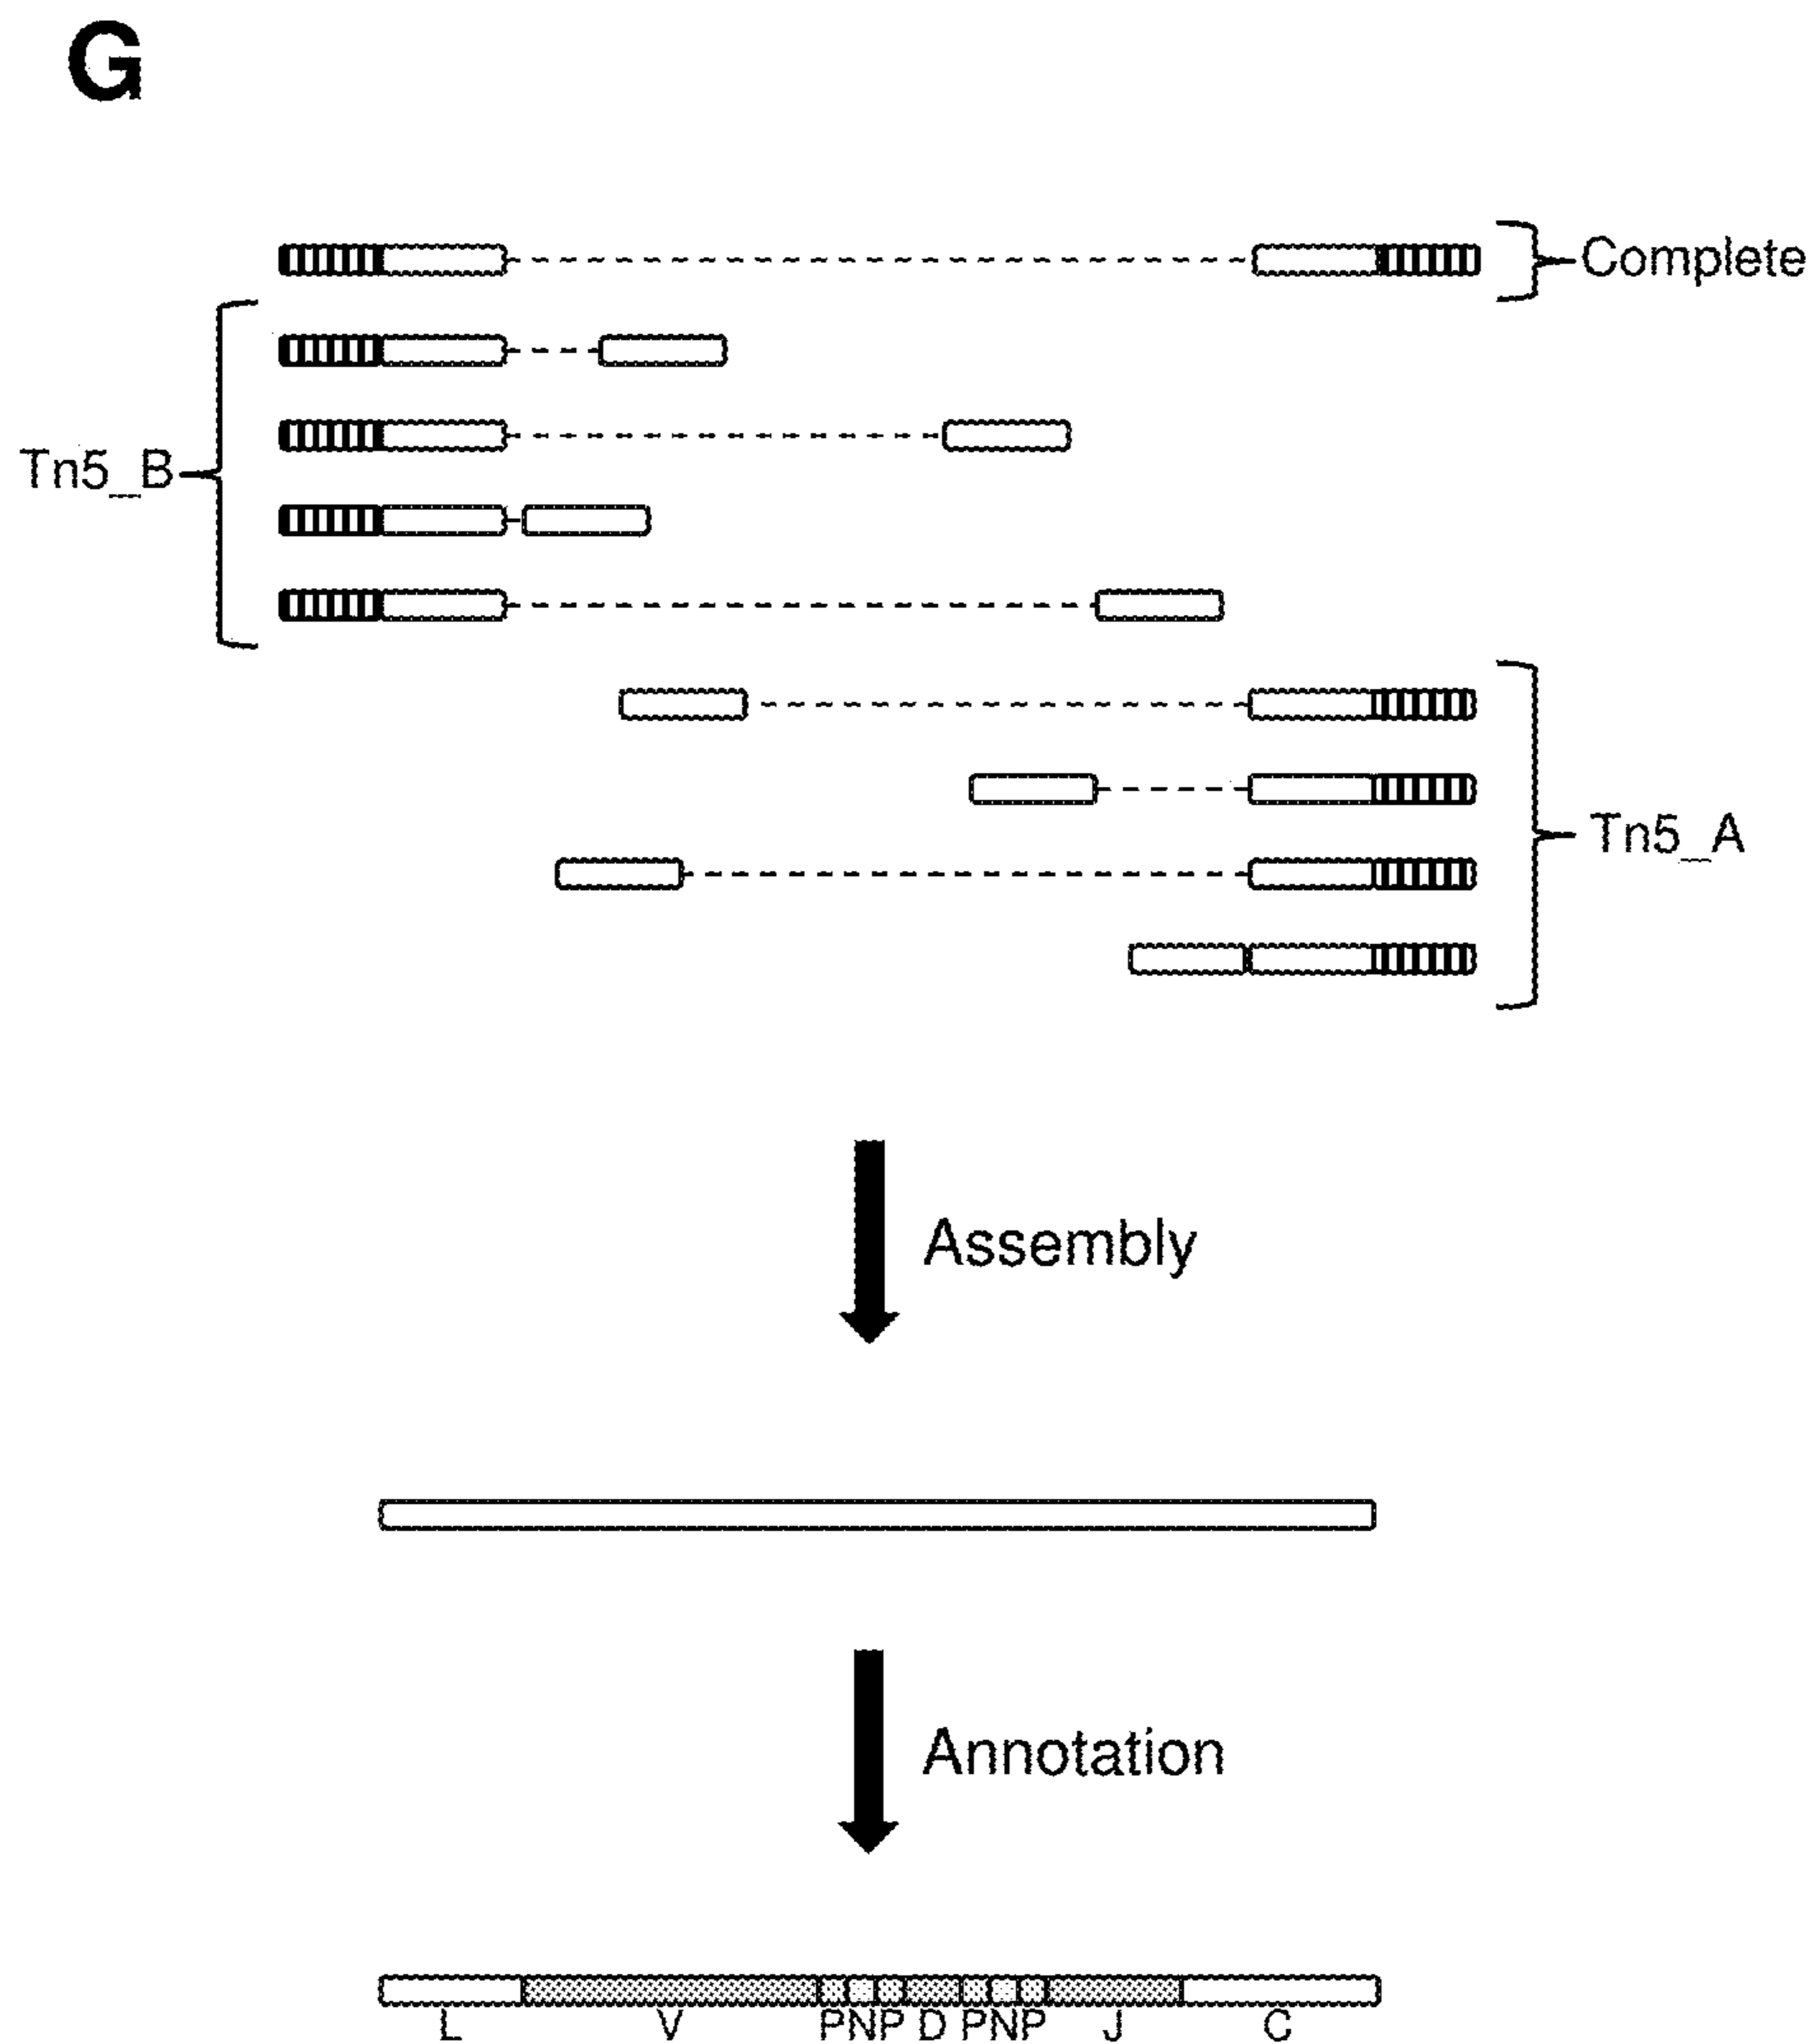 G
Complete
Tn5_B
Tn5_A
Assembly
Annotation
L V PNP D PNP J C